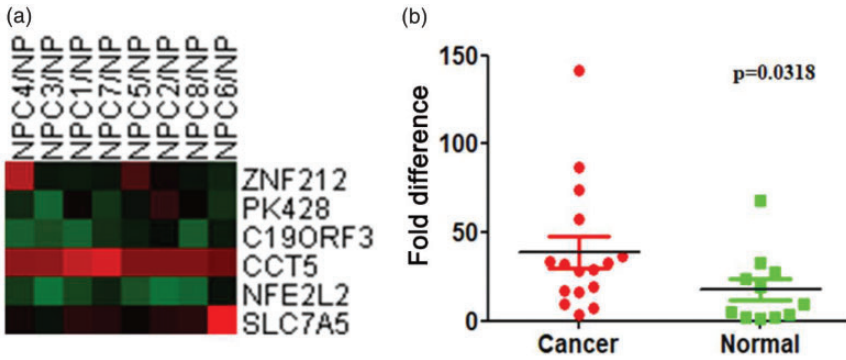 (a)
NPC4/NP
NPC3/NP
NPC1/NP
NPC7/NP
NPC5/NP
NPC2/NP
NPC8/NP
NPC6/NP
ZNF212
PK428
C19ORF3
CCT5
NFE2L2
SLC7A5
(b)
Fold difference
150
100
50
0
p=0.0318
Cancer
Normal